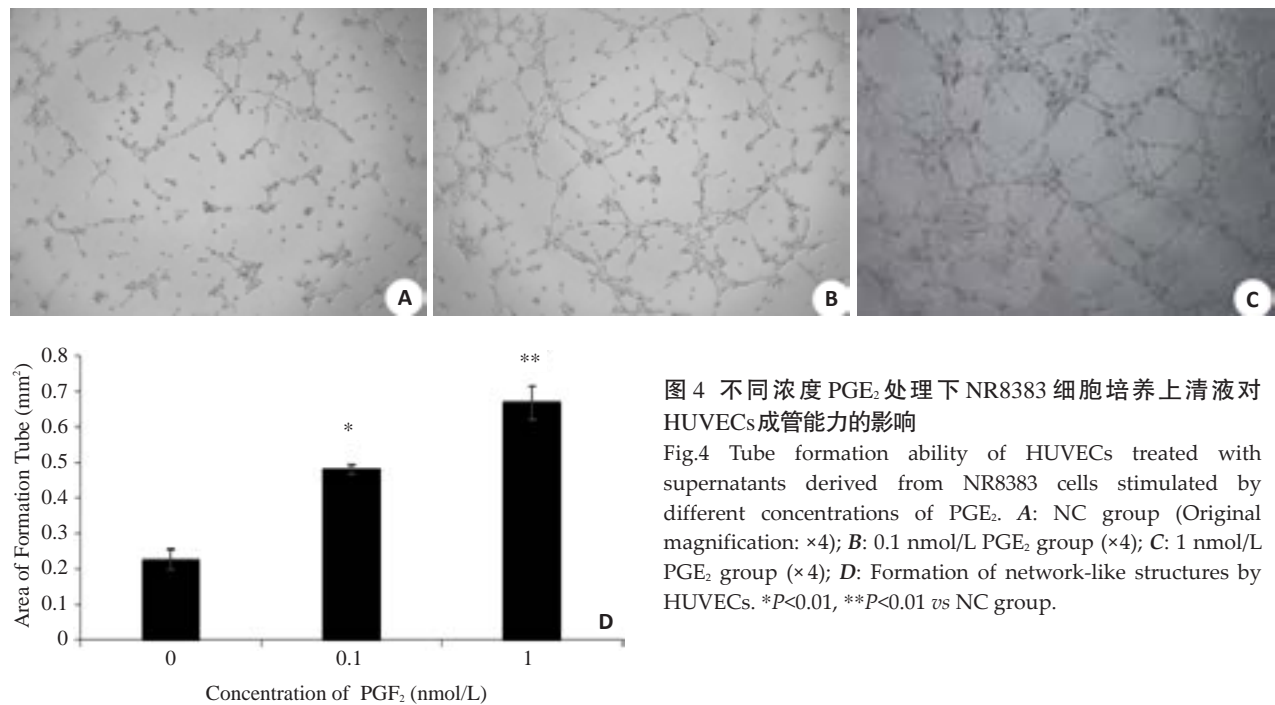 A
B
C
Area of Formation Tube (mm²)
0.8
0.7
0.6
0.5
0.4
0.3
0.2
0.1
0
*
**
D
0 0.1 1
Concentration of PGF₂ (nmol/L)
图 4 不同浓度 PGE₂ 处理下 NR8383 细胞培养上清液对
HUVECs成管能力的影响
Fig.4 Tube formation ability of HUVECs treated with
supernatants derived from NR8383 cells stimulated by
different concentrations of PGE₂. A: NC group (Original
magnification: ×4); B: 0.1 nmol/L PGE₂ group (×4); C: 1 nmol/L
PGE₂ group (×4); D: Formation of network-like structures by
HUVECs. *P<0.01, **P<0.01 vs NC group.